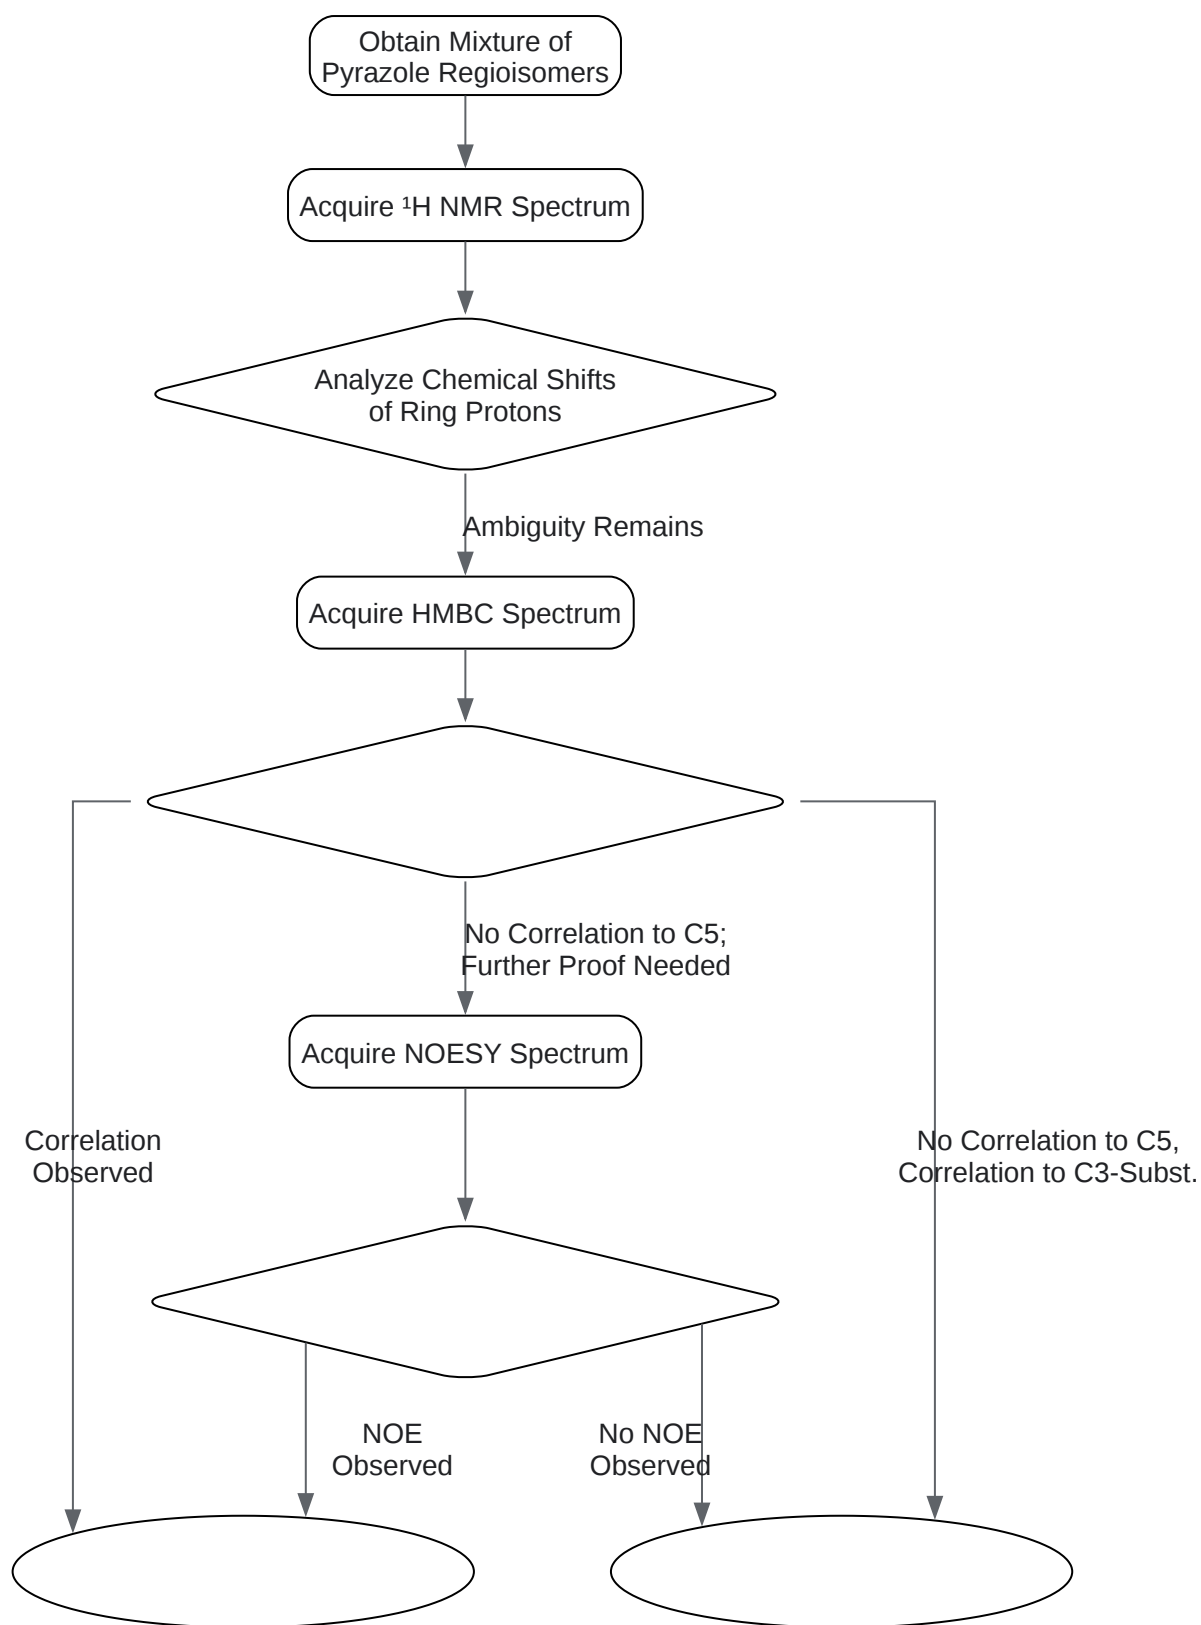 Obtain Mixture of
Pyrazole Regioisomers
Acquire ¹H NMR Spectrum
Analyze Chemical Shifts
of Ring Protons
Ambiguity Remains
Acquire HMBC Spectrum
No Correlation to C5;
Further Proof Needed
Acquire NOESY Spectrum
Correlation
Observed
No Correlation to C5,
Correlation to C3-Subst.
NOE
Observed
No NOE
Observed